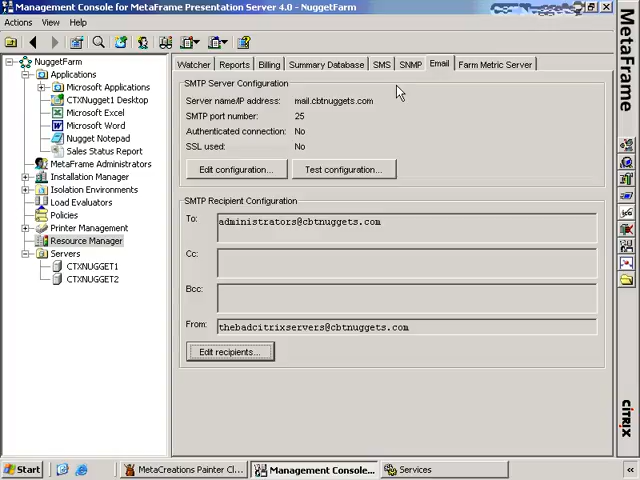 Management Console for MetaFrame Presentation Server 4.0 - NuggetFarm
Actions View Help
NuggetFarm
Applications
Microsoft Applications
CTXNugget1 Desktop
Microsoft Excel
Microsoft Word
Nugget Notepad
Sales Status Report
MetaFrame Administrators
Installation Manager
Isolation Environments
Load Evaluators
Policies
Printer Management
Resource Manager
Servers
CTXNUGGET1
CTXNUGGET2
Watcher Reports Billing Summary Database SMS SNMP Email Farm Metric Server
SMTP Server Configuration
Server name/IP address: mail.cbtnuggets.com
SMTP port number: 25
Authenticated connection: No
SSL used: No
Edit configuration... Test configuration...
SMTP Recipient Configuration
To: administrators@cbtnuggets.com
Cc:
Bcc:
From: thebadcitrixservers@cbtnuggets.com
Edit recipients...
MetaFrame
CITRIX
Start MetaCreations Painter Cl... Management Console... Services